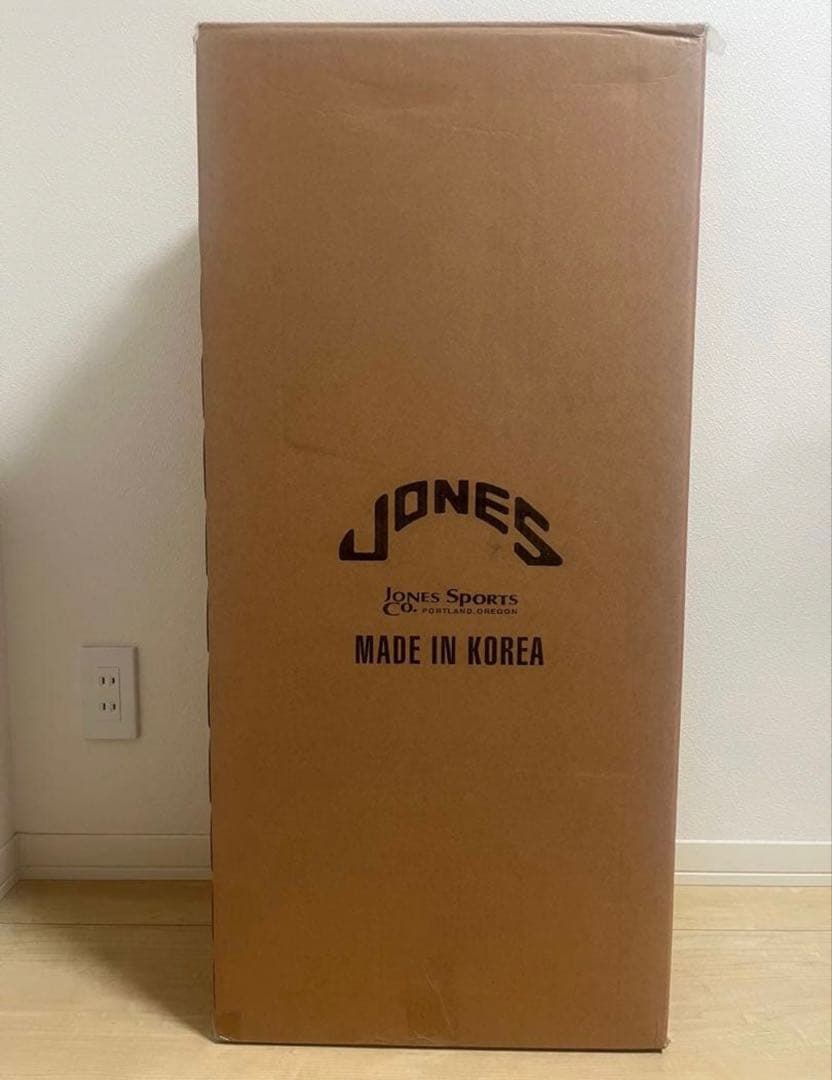 JONES
JONES SPORTS
CO. PORTLAND, OREGON
MADE IN KOREA